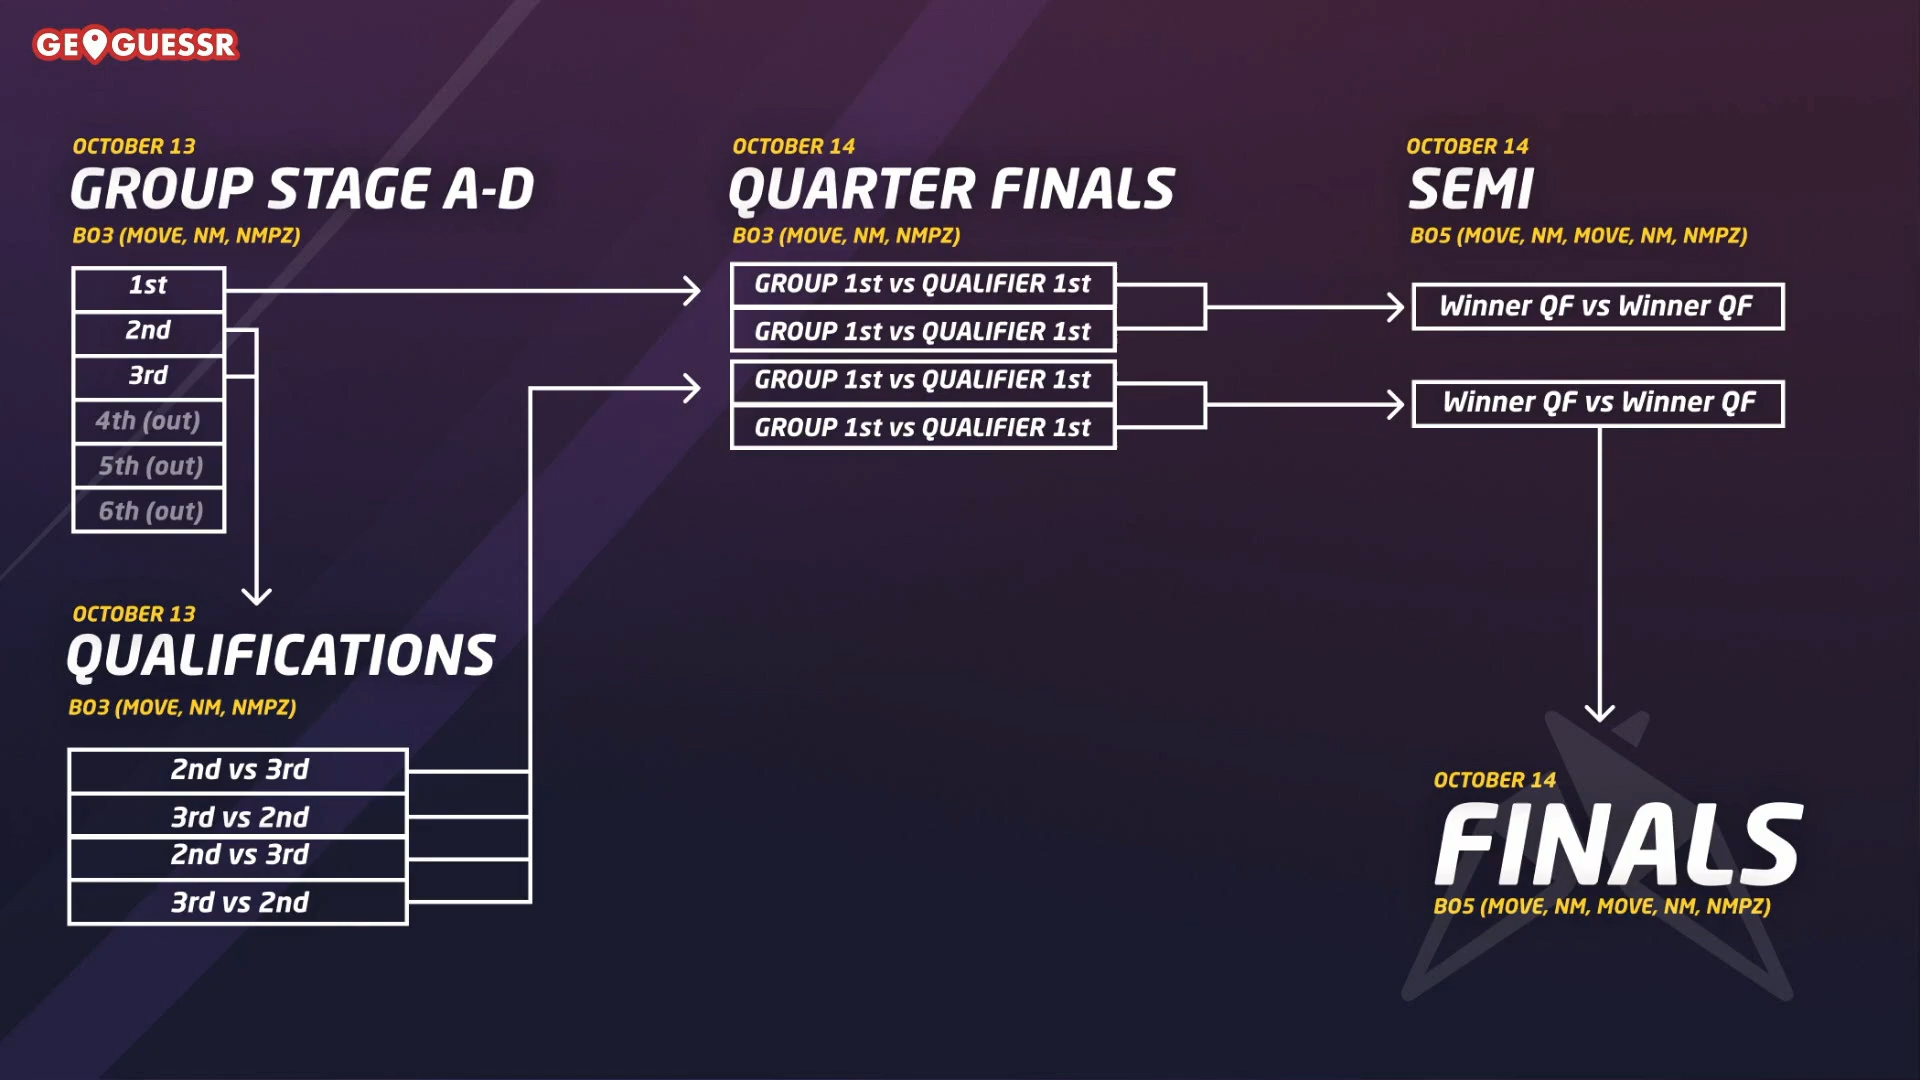 GEOGUESSR
OCTOBER 13
GROUP STAGE A-D
BO3 (MOVE, NM, NMPZ)
1st
2nd
3rd
4th (out)
5th (out)
6th (out)
OCTOBER 13
QUALIFICATIONS
BO3 (MOVE, NM, NMPZ)
2nd vs 3rd
3rd vs 2nd
2nd vs 3rd
3rd vs 2nd
OCTOBER 14
QUARTER FINALS
BO3 (MOVE, NM, NMPZ)
GROUP 1st vs QUALIFIER 1st
GROUP 1st vs QUALIFIER 1st
GROUP 1st vs QUALIFIER 1st
GROUP 1st vs QUALIFIER 1st
OCTOBER 14
SEMI
BO5 (MOVE, NM, MOVE, NM, NMPZ)
Winner QF vs Winner QF
Winner QF vs Winner QF
OCTOBER 14
FINALS
BO5 (MOVE, NM, MOVE, NM, NMPZ)